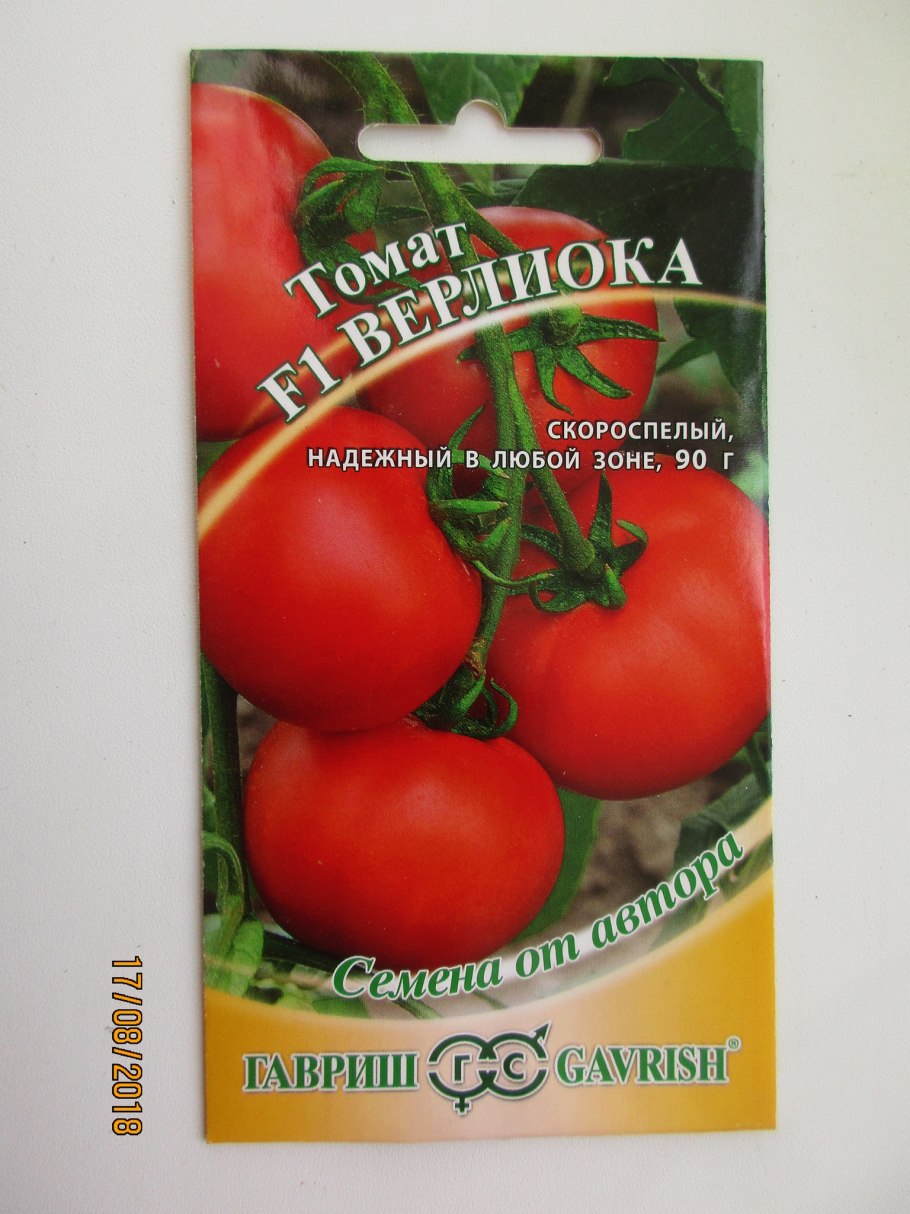 Томат
F1 ВЕРЛИОКА
СКОРОСПЕЛЫЙ,
НАДЕЖНЫЙ В ЛЮБОЙ ЗОНЕ, 90 Г
Семена от автора
ГАВРИШ ГС GAVRISH®
17/08/2018